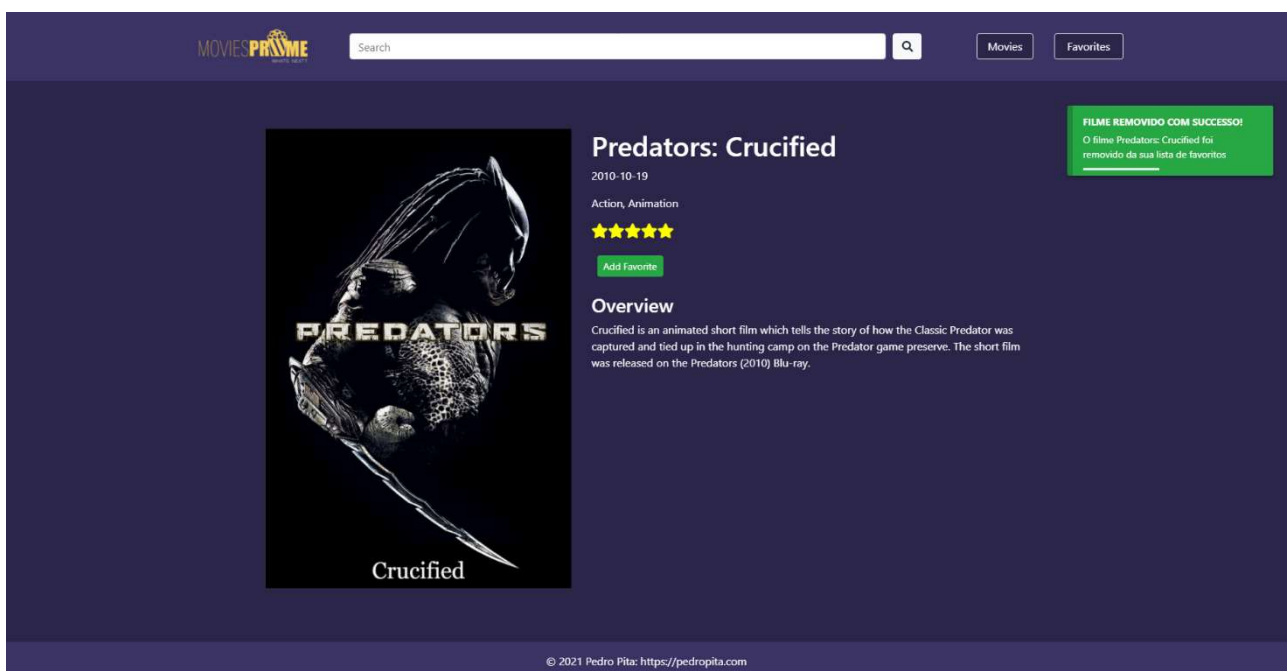 MOVIESPRIME
WHATS NEXT?
Search
Movies
Favorites
FILME REMOVIDO COM SUCCESSO!
O filme Predators: Crucified foi
removido da sua lista de favoritos
Predators: Crucified
2010-10-19
Action, Animation
Add Favorite
Overview
Crucified is an animated short film which tells the story of how the Classic Predator was
captured and tied up in the hunting camp on the Predator game preserve. The short film
was released on the Predators (2010) Blu-ray.
PREDATORS
Crucified
© 2021 Pedro Pita: https://pedropita.com